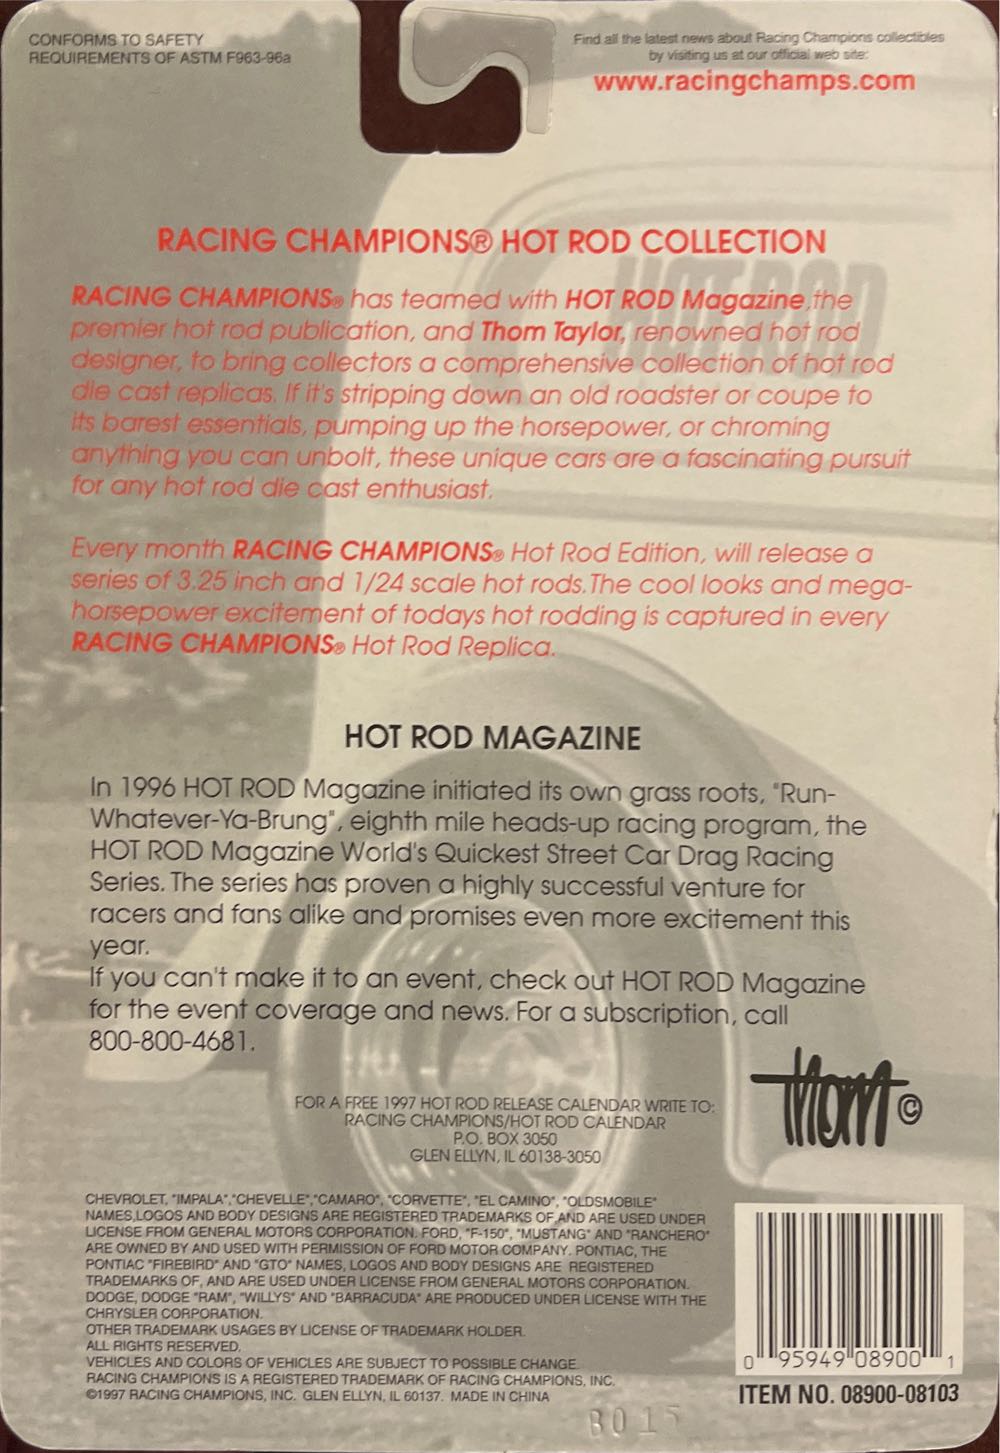 CONFORMS TO SAFETY
REQUIREMENTS OF ASTM F963-96a
Find all the latest news about Racing Champions collectibles
by visiting us at our official web site:
www.racingchamps.com
HOT ROD
RACING CHAMPIONS® HOT ROD COLLECTION
RACING CHAMPIONS® has teamed with HOT ROD Magazine,the
premier hot rod publication, and Thom Taylor, renowned hot rod
designer, to bring collectors a comprehensive collection of hot rod
die cast replicas. If it's stripping down an old roadster or coupe to
its barest essentials, pumping up the horsepower, or chroming
anything you can unbolt, these unique cars are a fascinating pursuit
for any hot rod die cast enthusiast.
Every month RACING CHAMPIONS® Hot Rod Edition, will release a
series of 3.25 inch and 1/24 scale hot rods.The cool looks and mega-
horsepower excitement of todays hot rodding is captured in every
RACING CHAMPIONS® Hot Rod Replica.
HOT ROD MAGAZINE
In 1996 HOT ROD Magazine initiated its own grass roots, "Run-
Whatever-Ya-Brung", eighth mile heads-up racing program, the
HOT ROD Magazine World's Quickest Street Car Drag Racing
Series. The series has proven a highly successful venture for
racers and fans alike and promises even more excitement this
year.
If you can't make it to an event, check out HOT ROD Magazine
for the event coverage and news. For a subscription, call
800-800-4681.
Thom©
FOR A FREE 1997 HOT ROD RELEASE CALENDAR WRITE TO:
RACING CHAMPIONS/HOT ROD CALENDAR
P.O. BOX 3050
GLEN ELLYN, IL 60138-3050
CHEVROLET, "IMPALA","CHEVELLE","CAMARO", "CORVETTE", "EL CAMINO", "OLDSMOBILE"
NAMES,LOGOS AND BODY DESIGNS ARE REGISTERED TRADEMARKS OF,AND ARE USED UNDER
LICENSE FROM GENERAL MOTORS CORPORATION. FORD, "F-150", "MUSTANG" AND "RANCHERO"
ARE OWNED BY AND USED WITH PERMISSION OF FORD MOTOR COMPANY. PONTIAC, THE
PONTIAC "FIREBIRD" AND "GTO" NAMES, LOGOS AND BODY DESIGNS ARE REGISTERED
TRADEMARKS OF, AND ARE USED UNDER LICENSE FROM GENERAL MOTORS CORPORATION.
DODGE, DODGE "RAM", "WILLYS" AND "BARRACUDA" ARE PRODUCED UNDER LICENSE WITH THE
CHRYSLER CORPORATION.
OTHER TRADEMARK USAGES BY LICENSE OF TRADEMARK HOLDER.
ALL RIGHTS RESERVED.
VEHICLES AND COLORS OF VEHICLES ARE SUBJECT TO POSSIBLE CHANGE.
RACING CHAMPIONS IS A REGISTERED TRADEMARK OF RACING CHAMPIONS, INC.
©1997 RACING CHAMPIONS, INC. GLEN ELLYN, IL 60137. MADE IN CHINA
0 95949 08900 1
ITEM NO. 08900-08103
8015